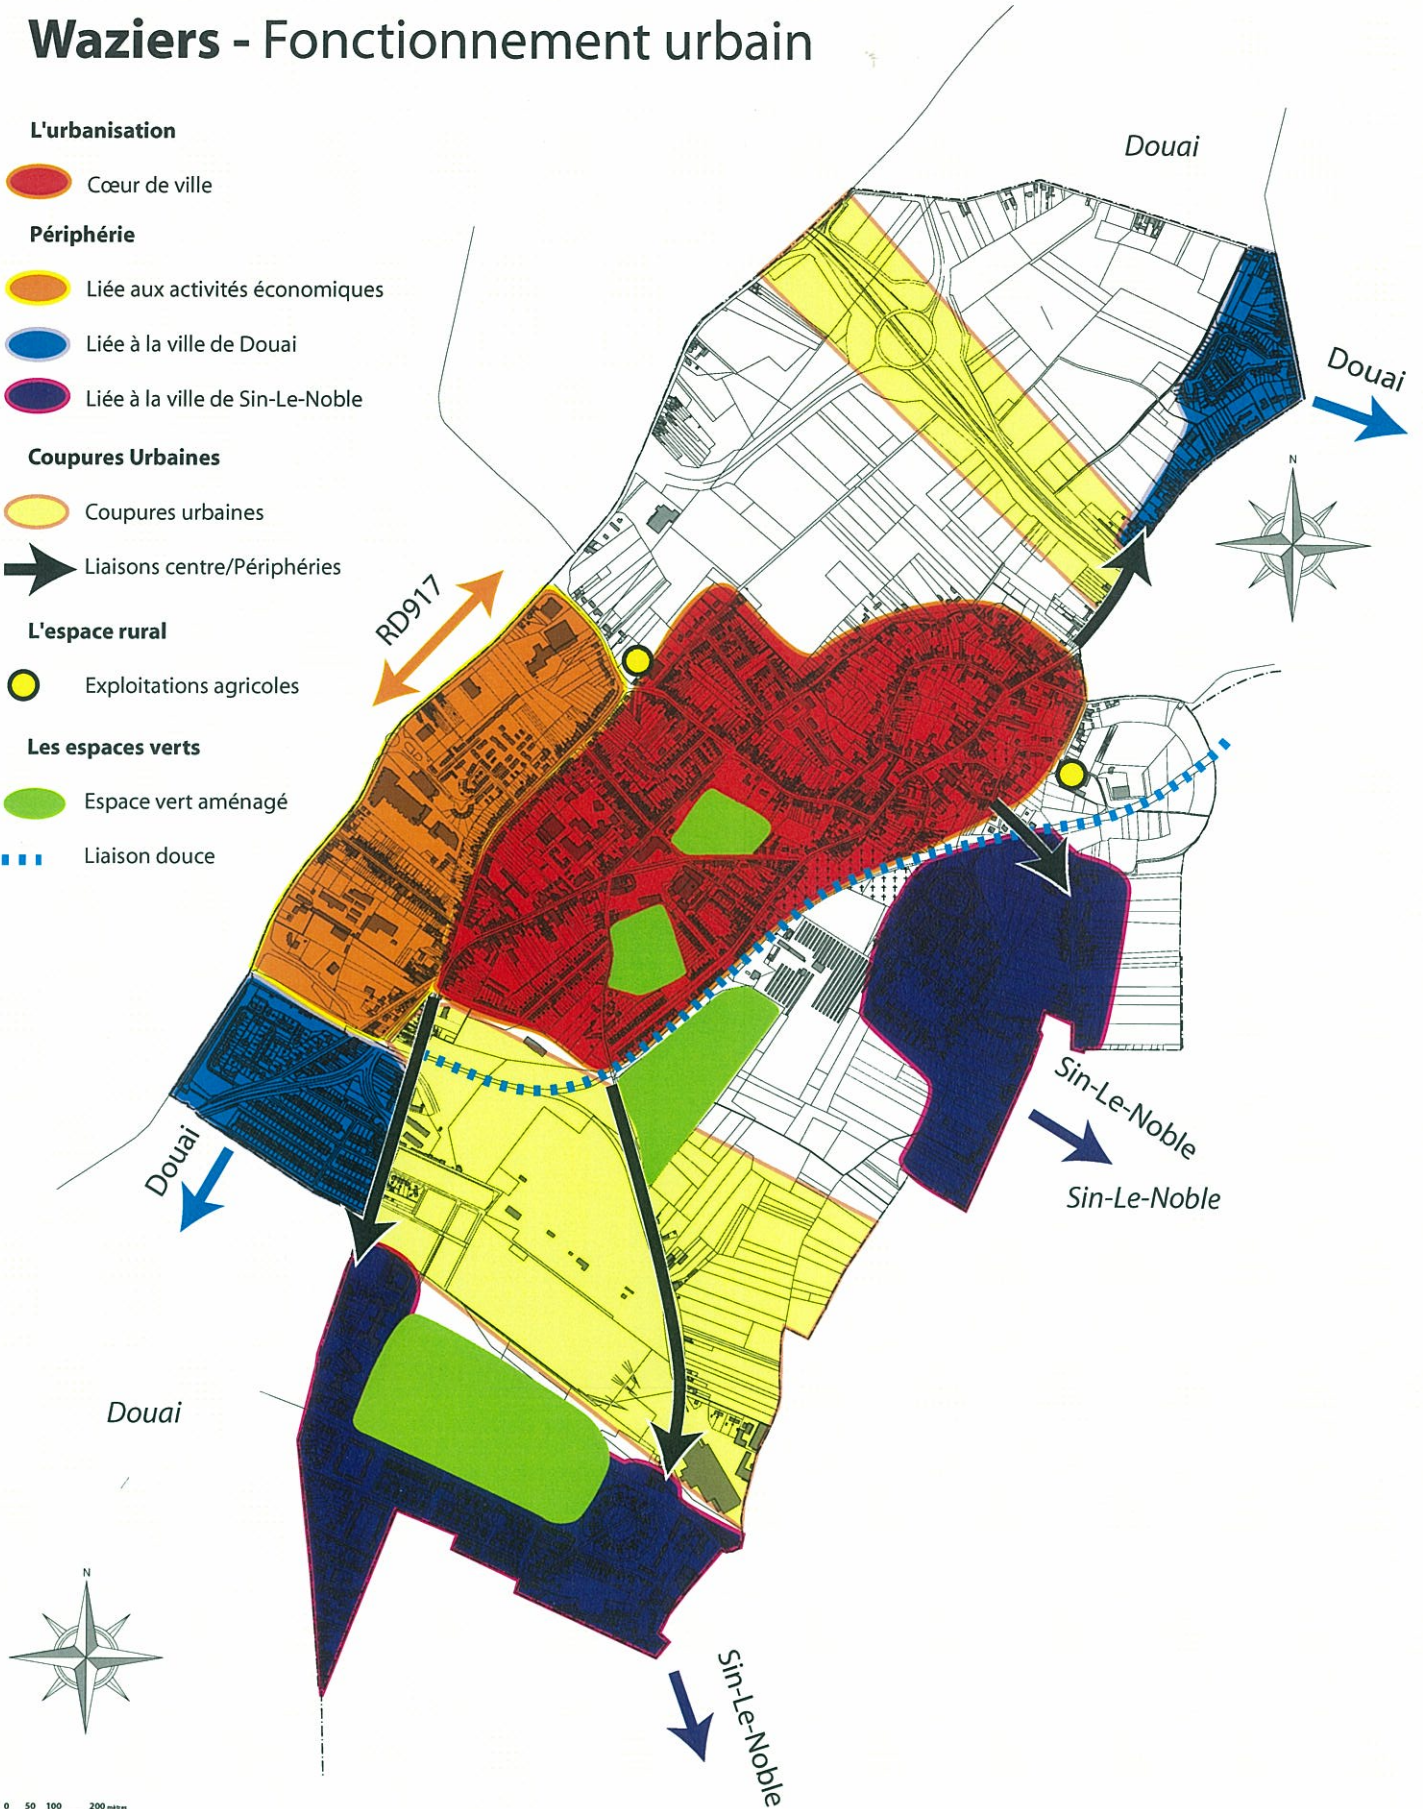 Waziers - Fonctionnement urbain
L'urbanisation
Cœur de ville
Périphérie
Liée aux activités économiques
Liée à la ville de Douai
Liée à la ville de Sin-Le-Noble
Coupures Urbaines
Coupures urbaines
Liaisons centre/Périphéries
L'espace rural
Exploitations agricoles
Les espaces verts
Espace vert aménagé
Liaison douce
Douai
Douai
N
RD917
Sin-Le-Noble
Sin-Le-Noble
Douai
Douai
N
Sin-Le-Noble
0 50 100 200 mètres